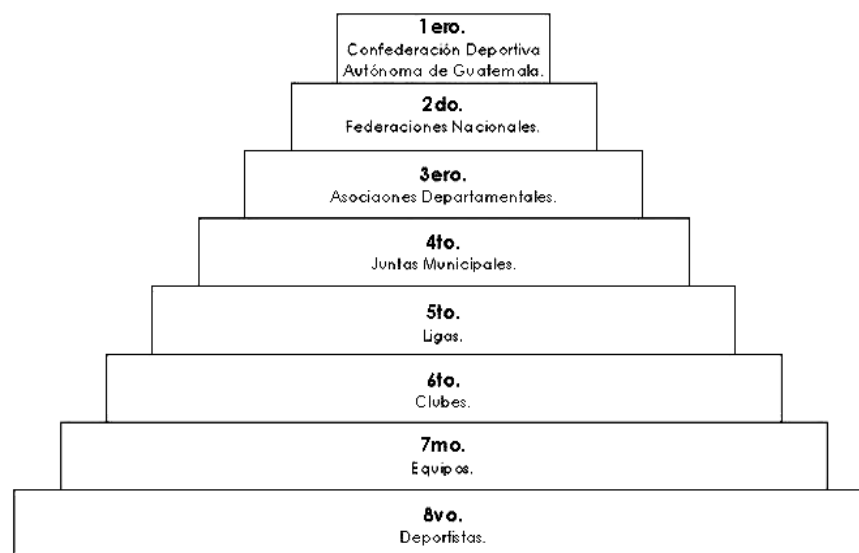 1ero.
Confederación Deportiva
Autónoma de Guatemala.
2do.
Federaciones Nacionales.
3ero.
Asociaones Departamentales.
4to.
Juntas Municipales.
5to.
Ligas.
6to.
Clubes.
7mo.
Equipos.
8vo.
Deportistas.